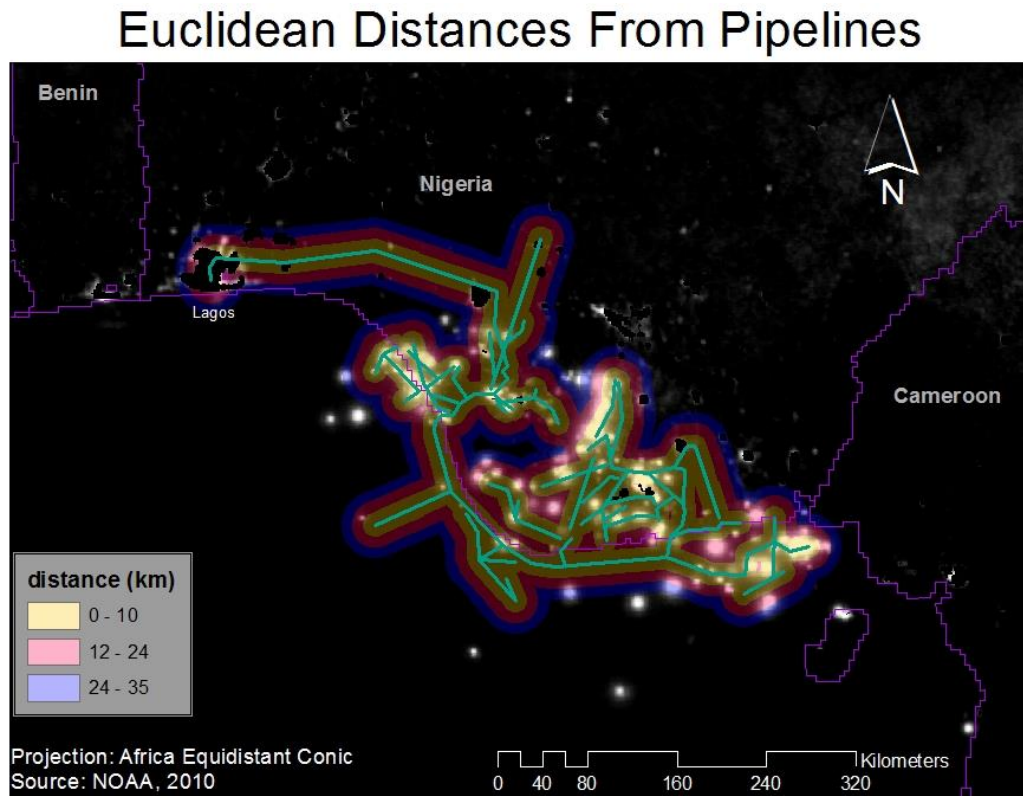 Euclidean Distances From Pipelines
Benin
Nigeria
N
Lagos
Cameroon
distance (km)
0 - 10
12 - 24
24 - 35
Projection: Africa Equidistant Conic
Source: NOAA, 2010
Kilometers
0 40 80 160 240 320